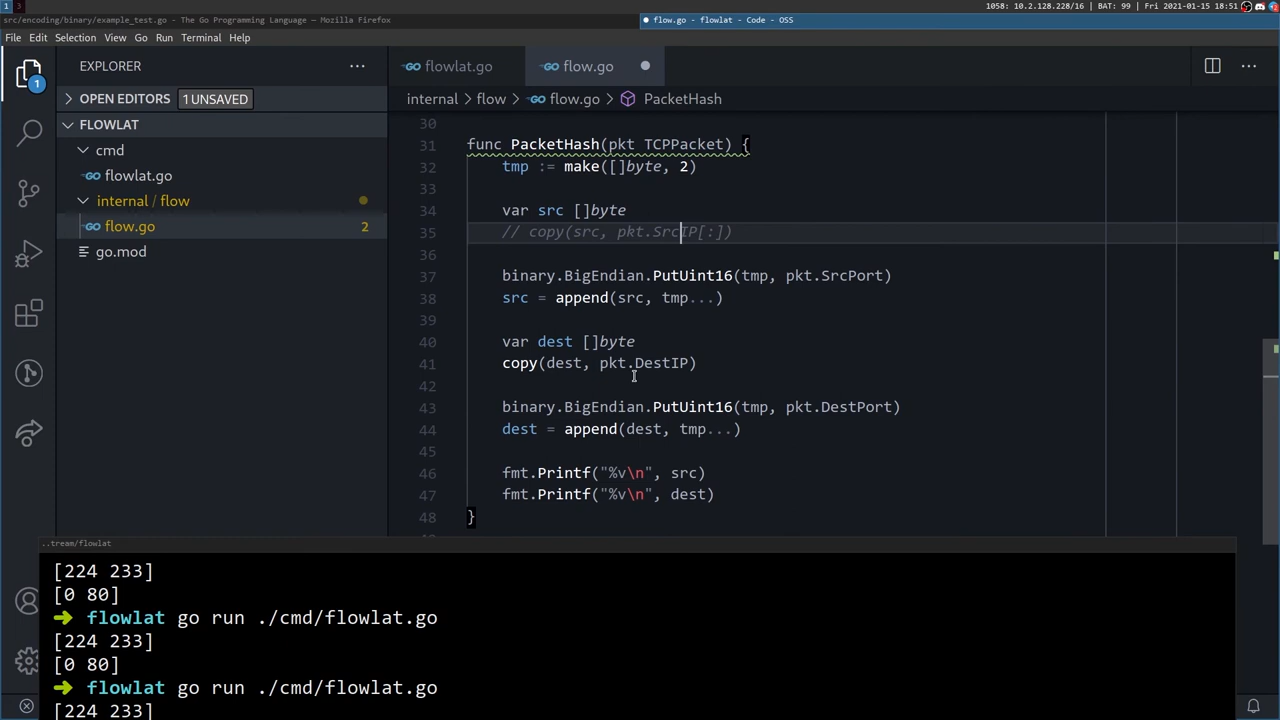 1 3 1058: 10.2.128.228/16 | BAT: 99 | Fri 2021-01-15 18:51
src/encoding/binary/example_test.go - The Go Programming Language — Mozilla Firefox
flow.go - flowlat - Code - OSS
File Edit Selection View Go Run Terminal Help
1
EXPLORER
OPEN EDITORS 1 UNSAVED
FLOWLAT
cmd
flowlat.go
internal / flow
flow.go 2
go.mod
flowlat.go flow.go
internal > flow > flow.go > PacketHash
30
31 func PacketHash(pkt TCPPacket) {
32 tmp := make([]byte, 2)
33
34 var src []byte
35 // copy(src, pkt.SrcIP[:])
36
37 binary.BigEndian.PutUint16(tmp, pkt.SrcPort)
38 src = append(src, tmp...)
39
40 var dest []byte
41 copy(dest, pkt.DestIP)
42
43 binary.BigEndian.PutUint16(tmp, pkt.DestPort)
44 dest = append(dest, tmp...)
45
46 fmt.Printf("%v\n", src)
47 fmt.Printf("%v\n", dest)
48 }
..tream/flowlat
[224 233]
[0 80]
➜ flowlat go run ./cmd/flowlat.go
[224 233]
[0 80]
➜ flowlat go run ./cmd/flowlat.go
[224 233]